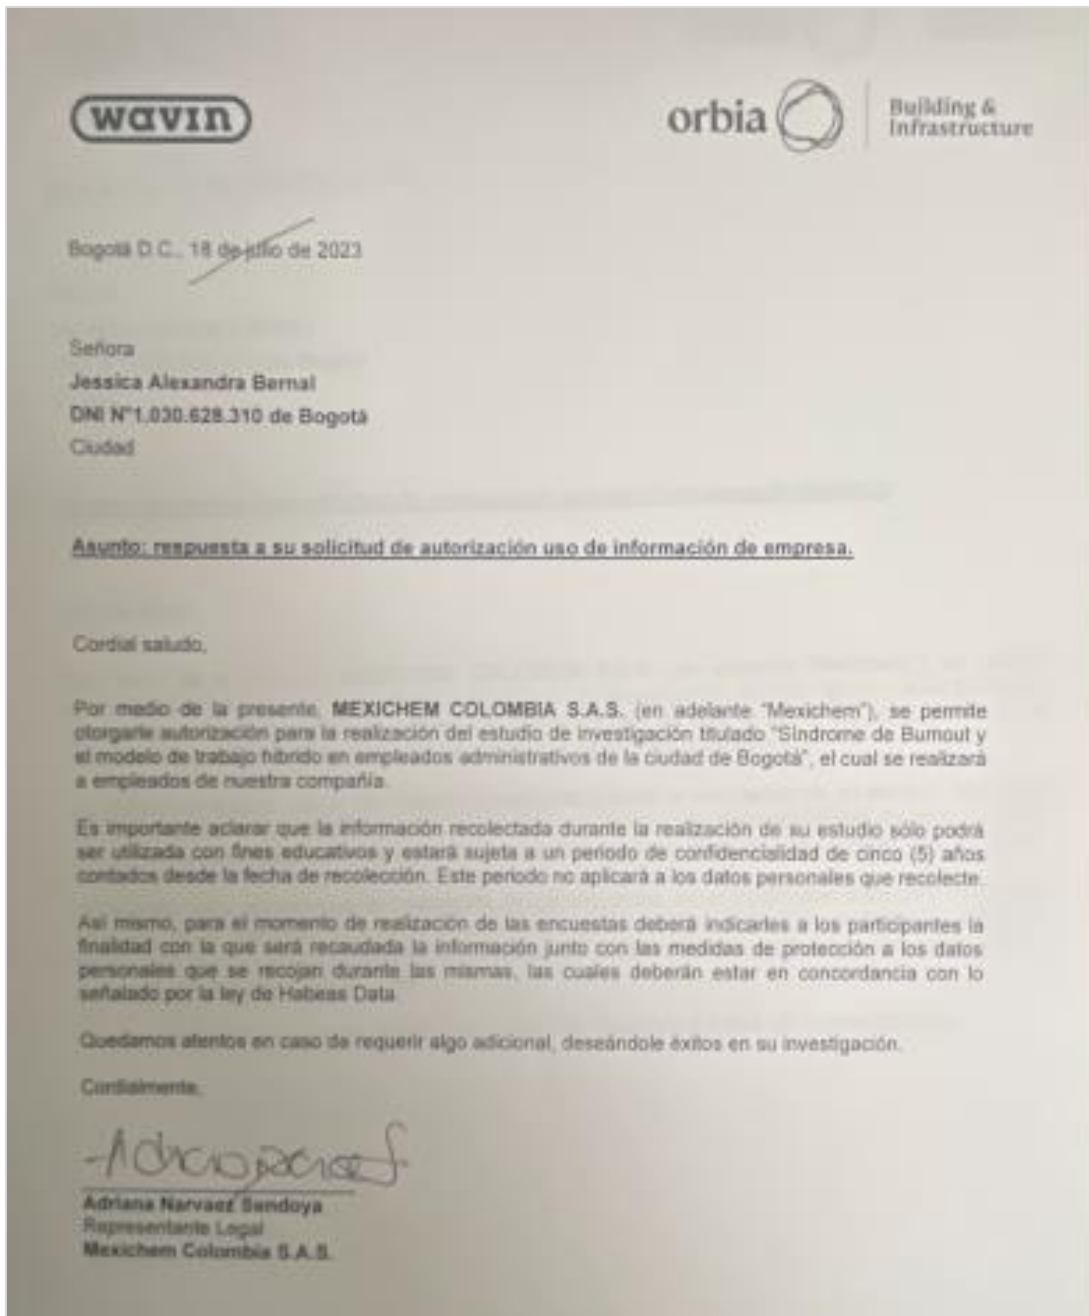 wavin
orbia
Building &
Infrastructure
Bogotá D.C., 18 de julio de 2023
Señora
Jessica Alexandra Bernal
DNI N°1.030.628.310 de Bogotá
Ciudad
Asunto: respuesta a su solicitud de autorización uso de información de empresa.
Cordial saludo,
Por medio de la presente, MEXICHEM COLOMBIA S.A.S. (en adelante "Mexichem"), se permite
otorgarle autorización para la realización del estudio de investigación titulado "Síndrome de Burnout y
el modelo de trabajo híbrido en empleados administrativos de la ciudad de Bogotá", el cual se realizará
a empleados de nuestra compañía.
Es importante aclarar que la información recolectada durante la realización de su estudio sólo podrá
ser utilizada con fines educativos y estará sujeta a un periodo de confidencialidad de cinco (5) años
contados desde la fecha de recolección. Este periodo no aplicará a los datos personales que recolecte.
Así mismo, para el momento de realización de las encuestas deberá indicarles a los participantes la
finalidad con la que será recaudada la información junto con las medidas de protección a los datos
personales que se recojan durante las mismas, las cuales deberán estar en concordancia con lo
señalado por la ley de Habeas Data.
Quedamos atentos en caso de requerir algo adicional, deseándole éxitos en su investigación.
Cordialmente,
Adriana Narvaez Sendoya
Representante Legal
Mexichem Colombia S.A.S.